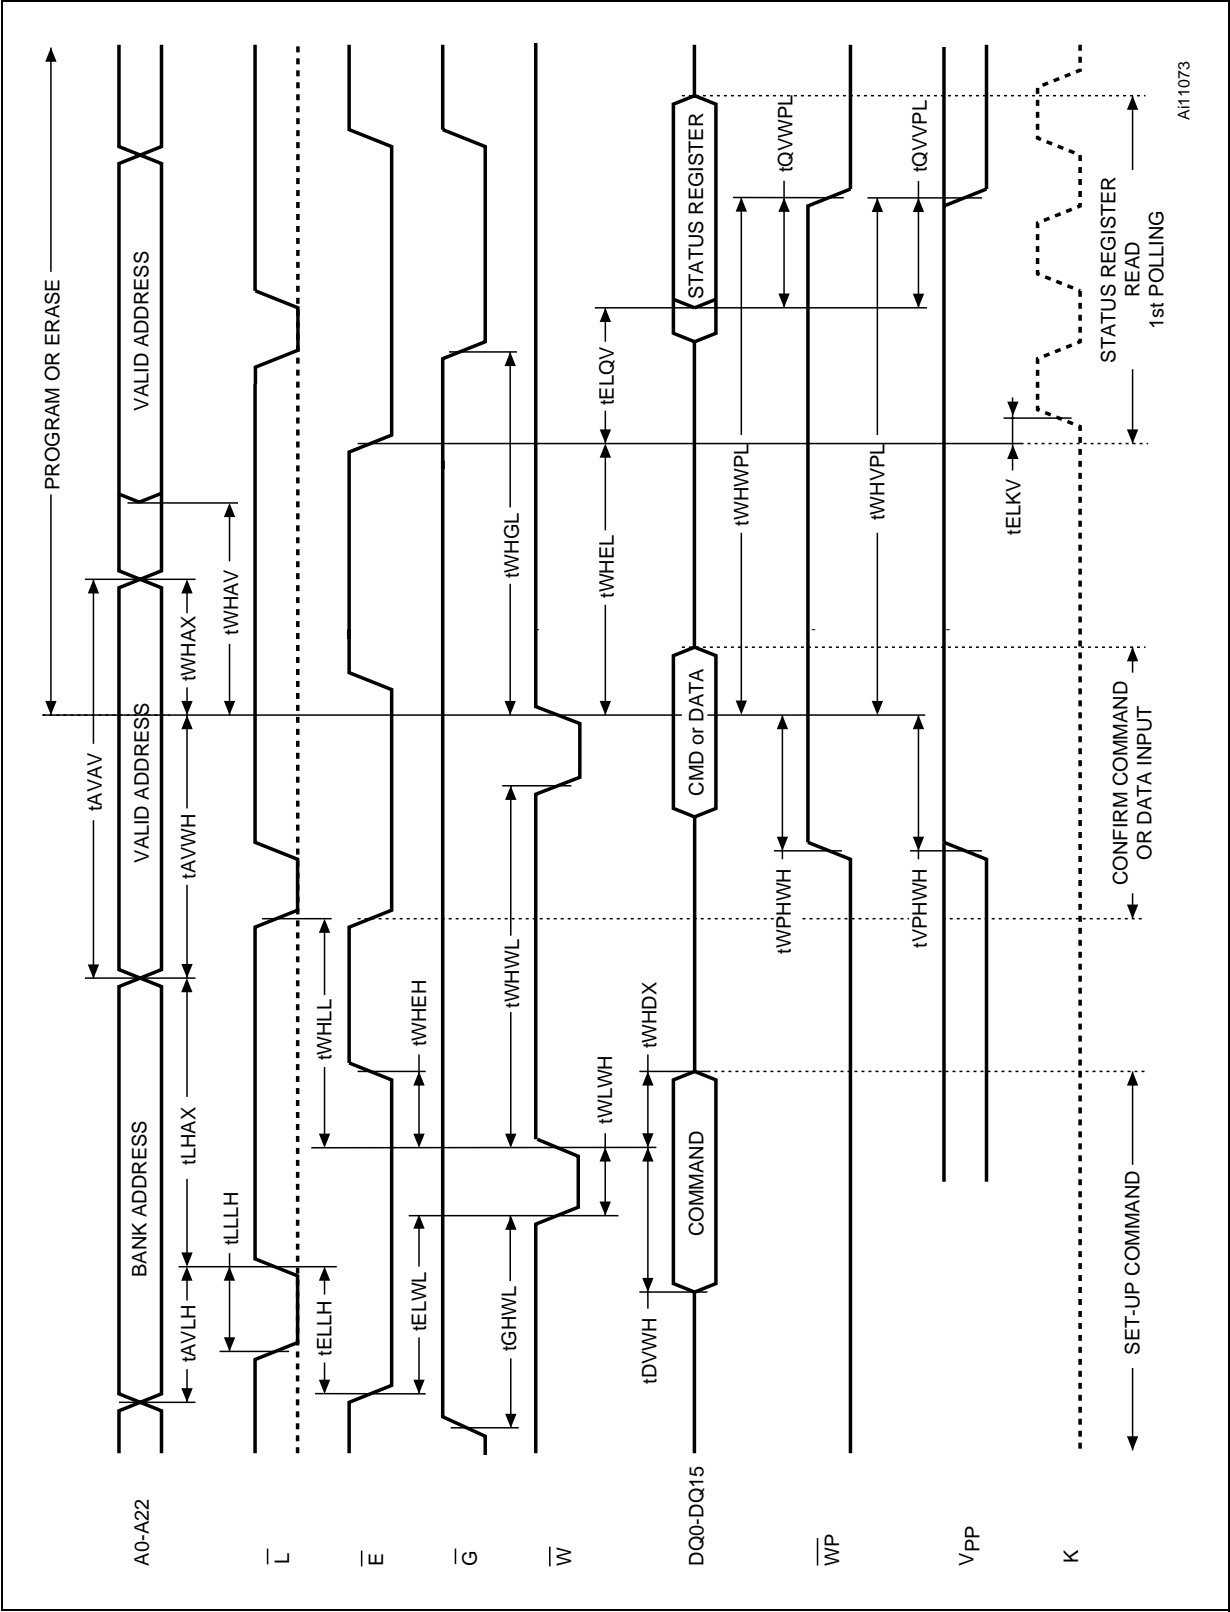 PROGRAM OR ERASE
tAVAV
A0-A22
BANK ADDRESS
VALID ADDRESS
VALID ADDRESS
tAVLH
tLHAX
tAVWH
tWHAX
tLLLH
tWHAV
L
tELLH
tWHLL
E
tELWL
tWHEH
G
tGHWL
tWHWL
tWHGL
W
tWLWH
tWHEL
tELQV
tDVWH
tWHDX
DQ0-DQ15
COMMAND
CMD or DATA
STATUS REGISTER
tWHWPL
tWPHWH
tQVWPL
WP
tWHVPL
tVPHWH
tQVVPL
VPP
tELKV
K
SET-UP COMMAND
CONFIRM COMMAND
OR DATA INPUT
STATUS REGISTER
READ
1st POLLING
Ai11073